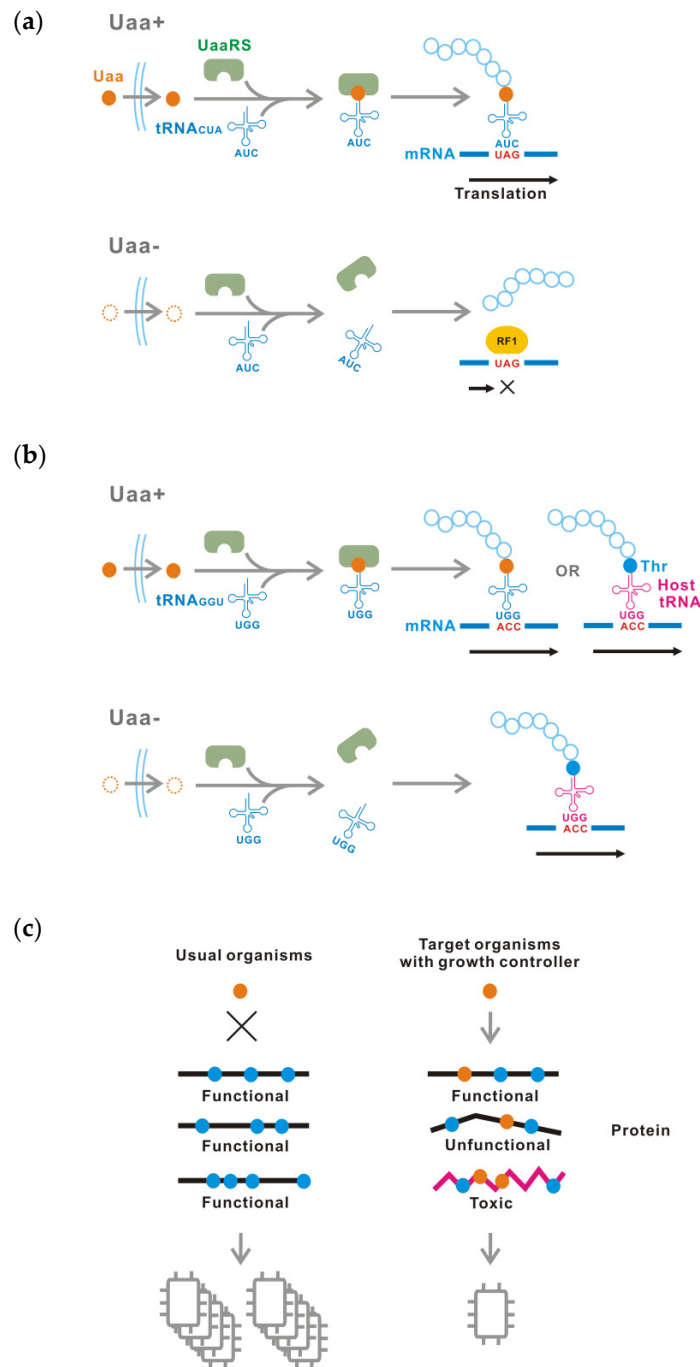 (a)
Uaa+
UaaRS
Uaa
tRNACUA
AUC
AUC
AUC
mRNA
UAG
Translation
Uaa-
AUC
AUC
RF1
UAG
(b)
Uaa+
Thr
OR
Host
tRNA
tRNAGGU
UGG
UGG
UGG
UGG
mRNA
ACC
ACC
Uaa-
UGG
UGG
UGG
ACC
(c)
Usual organisms
Target organisms
with growth controller
Functional
Functional
Functional
Unfunctional
Protein
Functional
Toxic